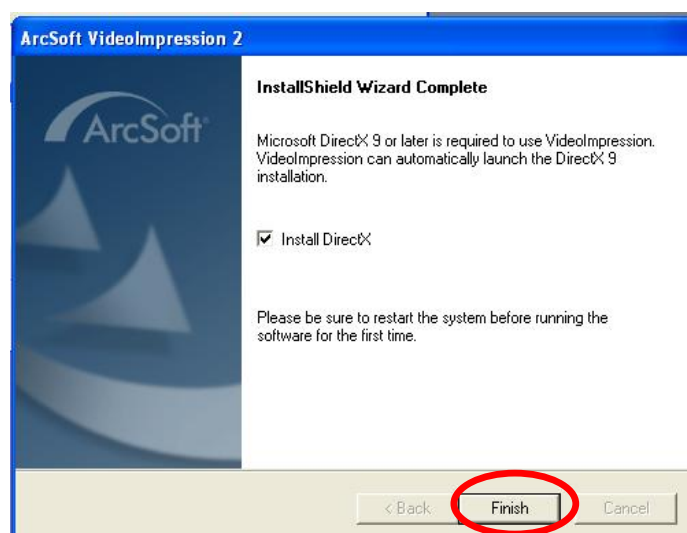 ArcSoft VideoImpression 2
ArcSoft
InstallShield Wizard Complete
Microsoft DirectX 9 or later is required to use VideoImpression.
VideoImpression can automatically launch the DirectX 9
installation.
Install DirectX
Please be sure to restart the system before running the
software for the first time.
< Back Finish Cancel